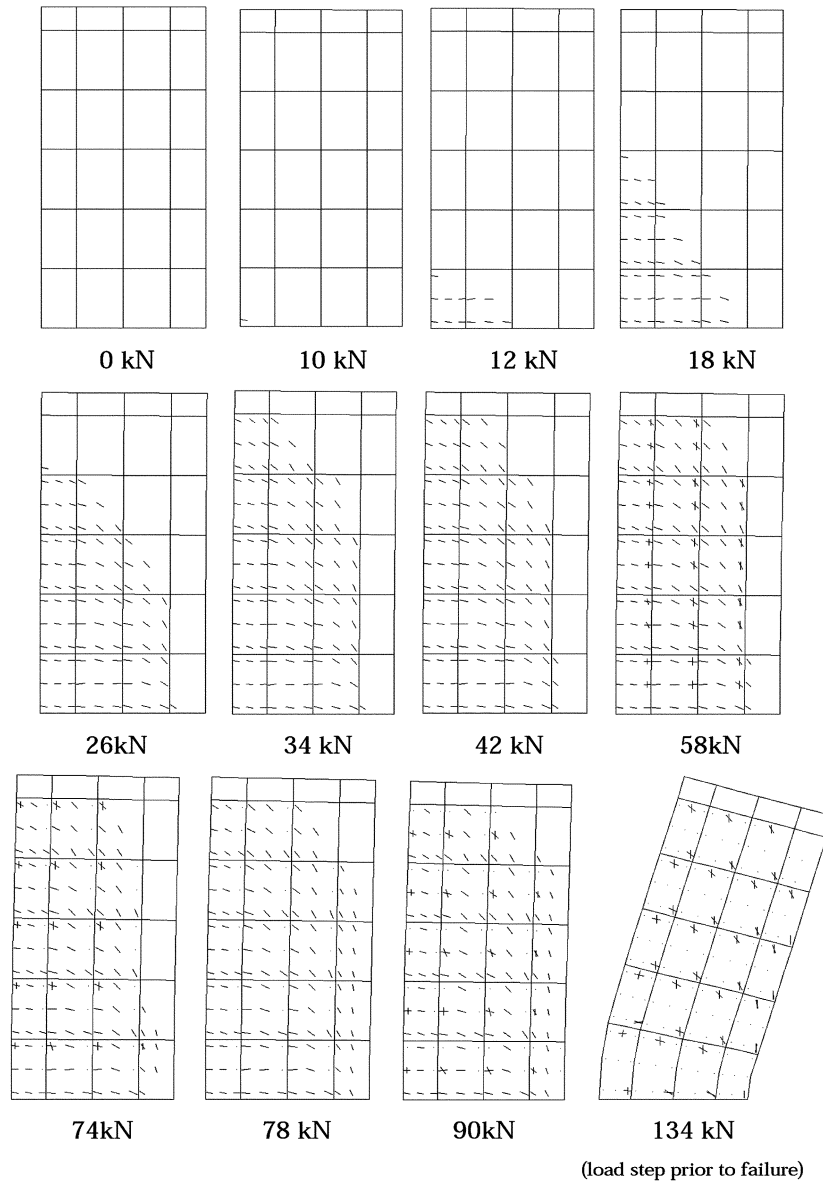 0 kN
10 kN
12 kN
18 kN
26kN
34 kN
42 kN
58kN
74kN
78 kN
90kN
134 kN
(load step prior to failure)